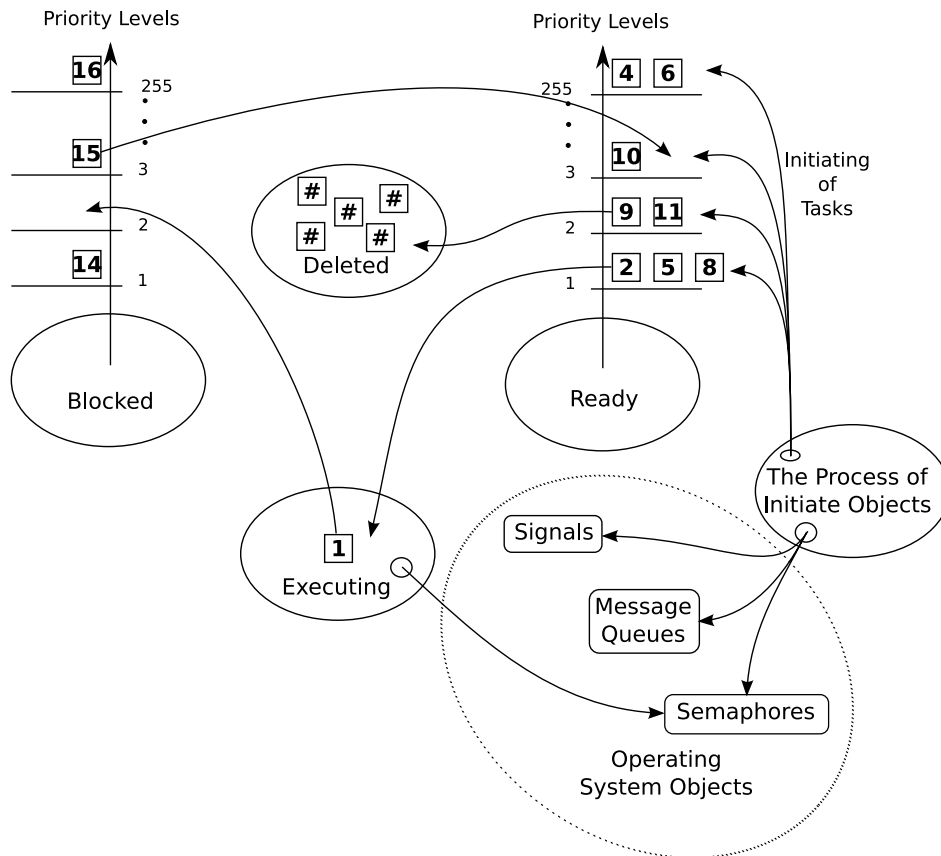 Priority Levels
16
255
15
3
2
14
1
Blocked
# # # # #
Deleted
Priority Levels
4 6
255
10
3
9 11
2
2 5 8
1
Ready
Initiating
of
Tasks
The Process of
Initiate Objects
1
Executing
Signals
Message
Queues
Semaphores
Operating
System Objects